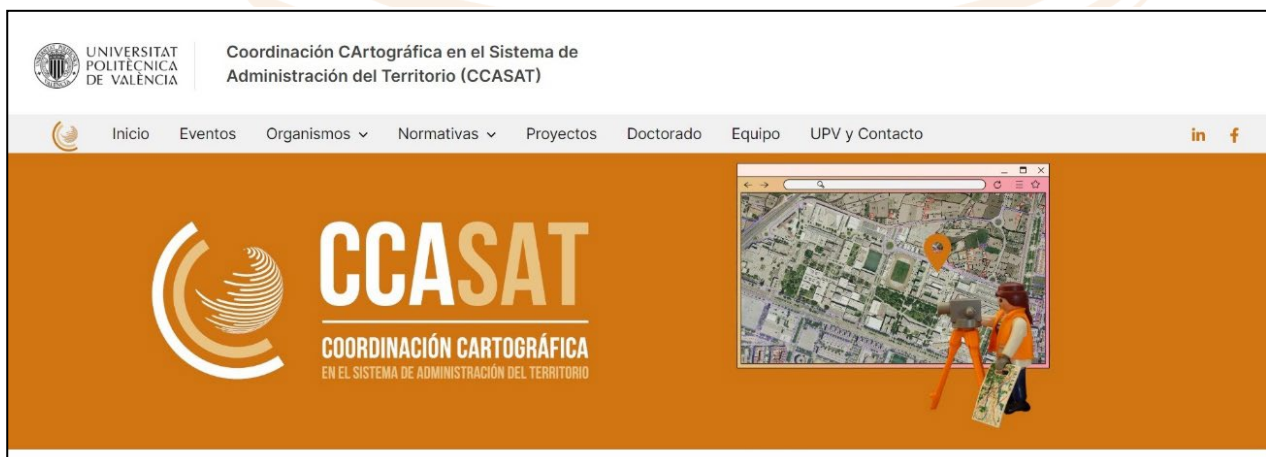 UNIVERSITAT
POLITÈCNICA
DE VALÈNCIA
Coordinación CArtográfica en el Sistema de
Administración del Territorio (CCASAT)
Inicio Eventos Organismos Normativas Proyectos Doctorado Equipo UPV y Contacto
in f
CCASAT
COORDINACIÓN CARTOGRÁFICA
EN EL SISTEMA DE ADMINISTRACIÓN DEL TERRITORIO